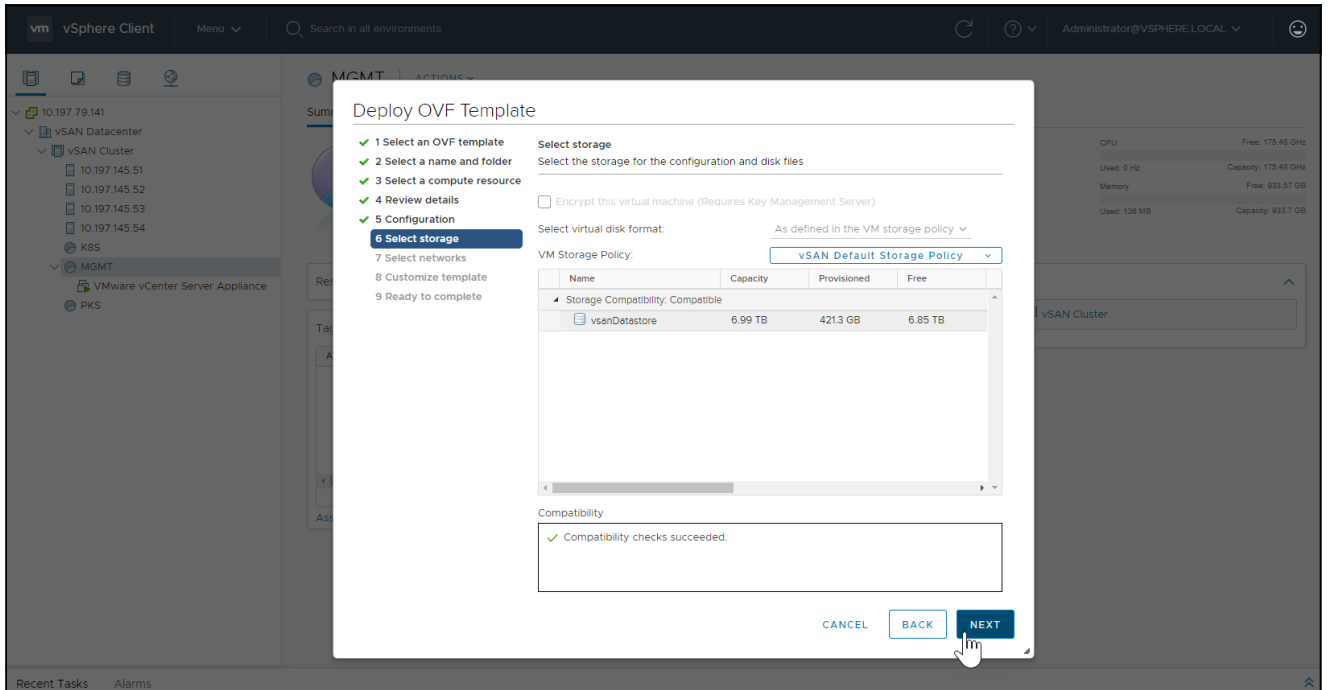 vm vSphere Client Menu Search in all environments Administrator@VSPHERE.LOCAL
MGMT ACTIONS
10.197.79.141
vSAN Datacenter
vSAN Cluster
10.197.145.51
10.197.145.52
10.197.145.53
10.197.145.54
K8S
MGMT
VMware vCenter Server Appliance
PKS
Summ
Res
Tag
A
Ass
Deploy OVF Template
1 Select an OVF template
2 Select a name and folder
3 Select a compute resource
4 Review details
5 Configuration
6 Select storage
7 Select networks
8 Customize template
9 Ready to complete
Select storage
Select the storage for the configuration and disk files
Encrypt this virtual machine (Requires Key Management Server)
Select virtual disk format: As defined in the VM storage policy
VM Storage Policy: vSAN Default Storage Policy
Name Capacity Provisioned Free
Storage Compatibility: Compatible
vsanDatastore 6.99 TB 421.3 GB 6.85 TB
Compatibility
Compatibility checks succeeded.
CANCEL BACK NEXT
CPU Free: 175.48 GHz
Used: 0 Hz Capacity: 175.48 GHz
Memory Free: 933.57 GB
Used: 136 MB Capacity: 933.7 GB
vSAN Cluster
Recent Tasks Alarms